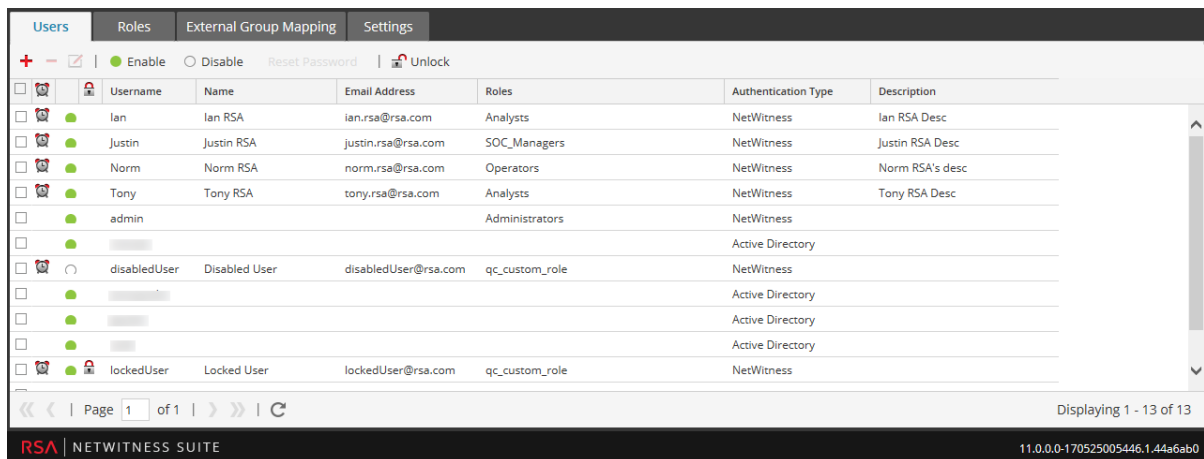 Users Roles External Group Mapping Settings
Enable Disable Reset Password | Unlock
Username Name Email Address Roles Authentication Type Description
Ian Ian RSA ian.rsa@rsa.com Analysts NetWitness Ian RSA Desc
Justin Justin RSA justin.rsa@rsa.com SOC_Managers NetWitness Justin RSA Desc
Norm Norm RSA norm.rsa@rsa.com Operators NetWitness Norm RSA's desc
Tony Tony RSA tony.rsa@rsa.com Analysts NetWitness Tony RSA Desc
admin Administrators NetWitness
Active Directory
disabledUser Disabled User disabledUser@rsa.com qc_custom_role NetWitness
Active Directory
Active Directory
Active Directory
lockedUser Locked User lockedUser@rsa.com qc_custom_role NetWitness
Page 1 of 1 Displaying 1 - 13 of 13
RSA | NETWITNESS SUITE 11.0.0.0-170525005446.1.44a6ab0